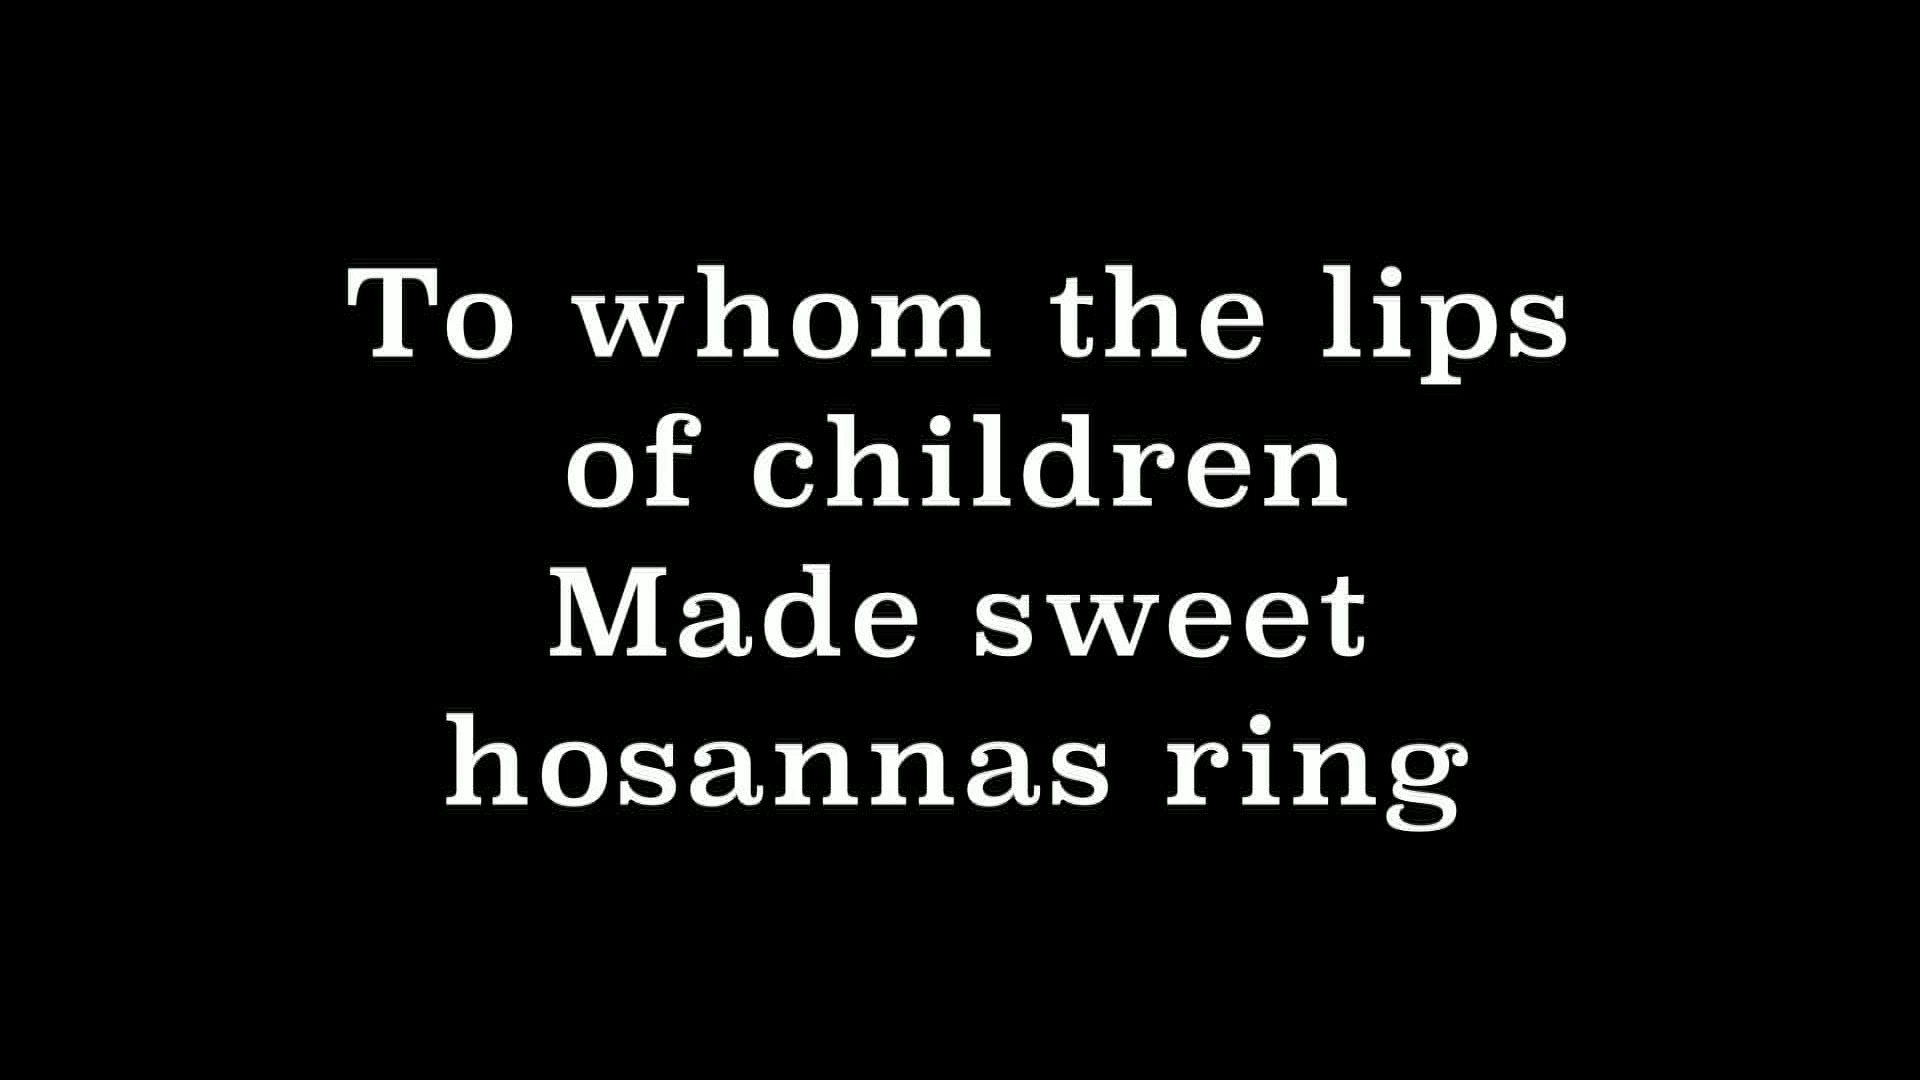 To whom the lips
of children
Made sweet
hosannas ring